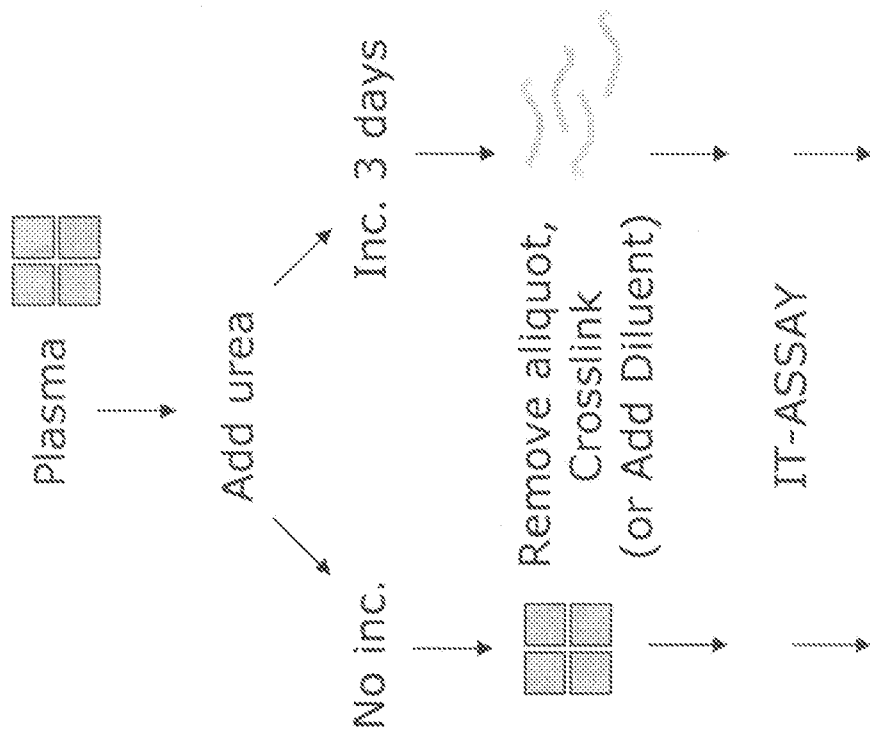 Plasma
Add urea
No inc.
Inc. 3 days
Remove aliquot,
Crosslink
(or Add Diluent)
IT-ASSAY